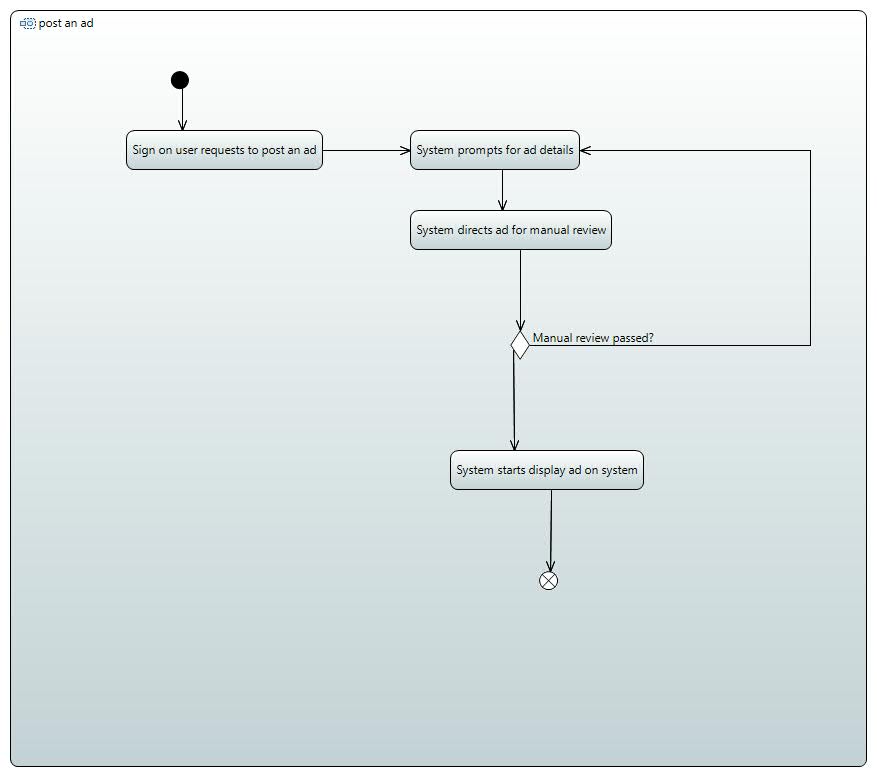 post an ad
Sign on user requests to post an ad
System prompts for ad details
System directs ad for manual review
Manual review passed?
System starts display ad on system